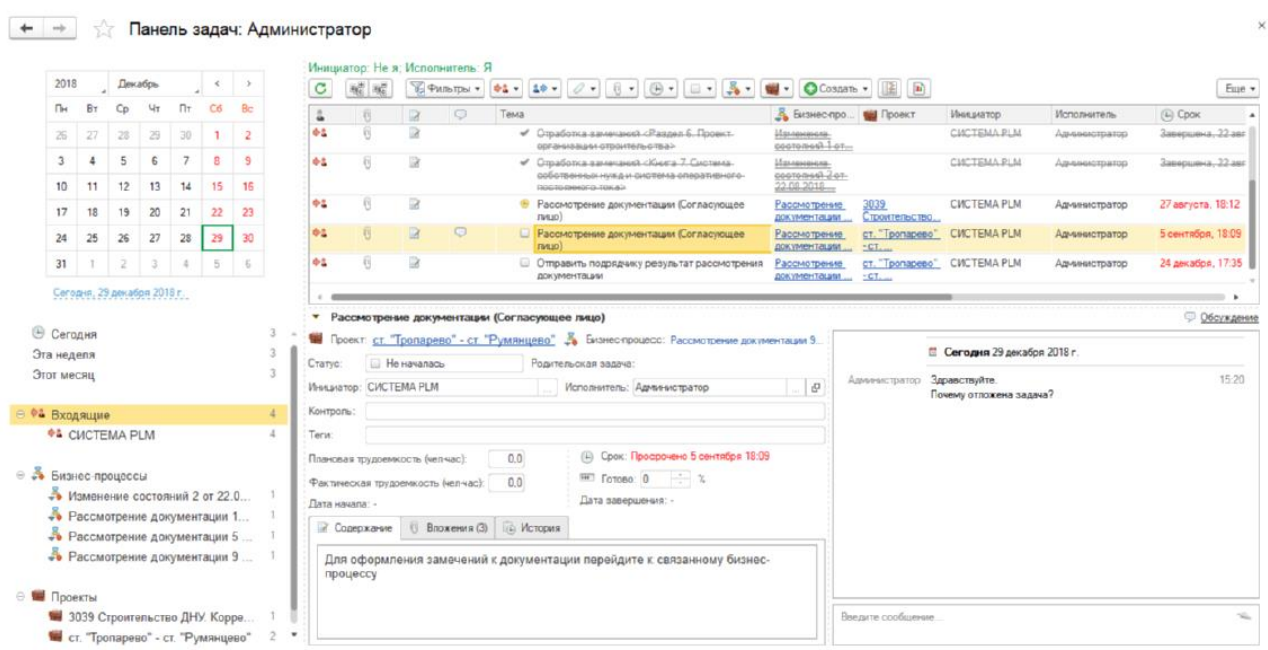 Панель задач: Администратор
×
2018 Декабрь < >
Пн Вт Ср Чт Пт Сб Вс
26 27 28 29 30 1 2
3 4 5 6 7 8 9
10 11 12 13 14 15 16
17 18 19 20 21 22 23
24 25 26 27 28 29 30
31 1 2 3 4 5 6
Сегодня, 29 декабря 2018 г.
Сегодня 3
Эта неделя 3
Этот месяц 3
Входящие 4
СИСТЕМА PLM 4
Бизнес-процессы
Изменение состояний 2 от 22.0... 1
Рассмотрение документации 1... 1
Рассмотрение документации 5 ... 1
Рассмотрение документации 9 ... 1
Проекты
3039 Строительство ДНУ. Корре... 1
ст. "Тропарево" - ст. "Румянцево" 2
Инициатор: Не я; Исполнитель: Я
Фильтры Создать Еще
Тема Бизнес-про... Проект Инициатор Исполнитель Срок
Отработка замечаний <Раздел 6. Проект организации строительства> Изменение состояний 1 от... СИСТЕМА PLM Администратор Завершена, 22 авг
Отработка замечаний <Книга 7. Система собственных нужд и система оперативного постоянного тока> Изменение состояний 2 от 22.08.2018... СИСТЕМА PLM Администратор Завершена, 22 авг
Рассмотрение документации (Согласующее лицо) Рассмотрение документации ... 3039 Строительство... СИСТЕМА PLM Администратор 27 августа, 18:12
Рассмотрение документации (Согласующее лицо) Рассмотрение документации ... ст. "Тропарево" - ст. ... СИСТЕМА PLM Администратор 5 сентября, 18:09
Отправить подрядчику результат рассмотрения документации Рассмотрение документации ... ст. "Тропарево" - ст. ... СИСТЕМА PLM Администратор 24 декабря, 17:35
Рассмотрение документации (Согласующее лицо) Обсуждение
Проект: ст. "Тропарево" - ст. "Румянцево" Бизнес-процесс: Рассмотрение документации 9...
Статус: Не началась Родительская задача:
Инициатор: СИСТЕМА PLM ... Исполнитель: Администратор ...
Контроль:
Теги:
Плановая трудоемкость (чел-час): 0,0 Срок: Просрочено 5 сентября 18:09
Фактическая трудоемкость (чел-час): 0,0 Готово: 0 %
Дата начала: - Дата завершения: -
Содержание Вложения (3) История
Для оформления замечений к документации перейдите к связанному бизнес-
процессу
Сегодня 29 декабря 2018 г.
Администратор Здравствуйте. 15:20
Почему отложена задача?
Введите сообщение...